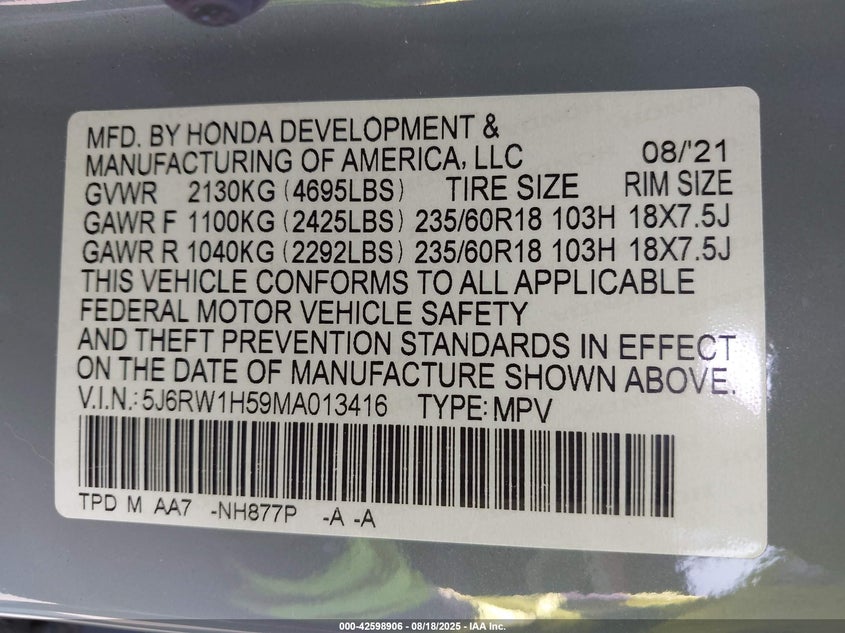 MFD. BY HONDA DEVELOPMENT &
MANUFACTURING OF AMERICA, LLC 08/'21
GVWR 2130KG (4695LBS) TIRE SIZE RIM SIZE
GAWR F 1100KG (2425LBS) 235/60R18 103H 18X7.5J
GAWR R 1040KG (2292LBS) 235/60R18 103H 18X7.5J
THIS VEHICLE CONFORMS TO ALL APPLICABLE
FEDERAL MOTOR VEHICLE SAFETY
AND THEFT PREVENTION STANDARDS IN EFFECT
ON THE DATE OF MANUFACTURE SHOWN ABOVE.
V.I.N.: 5J6RW1H59MA013416 TYPE: MPV
TPD M AA7 -NH877P -A -A
000-42598906 - 08/18/2025 - IAA Inc.